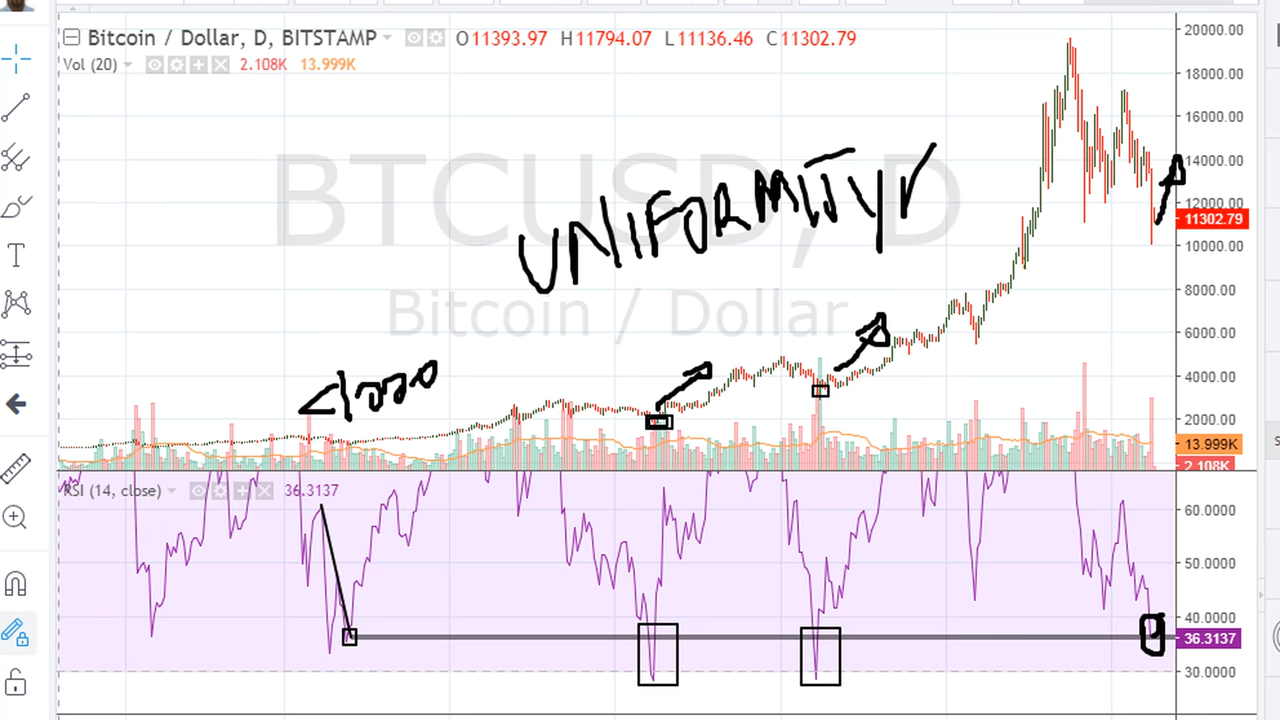 Bitcoin / Dollar, D, BITSTAMP O11393.97 H11794.07 L11136.46 C11302.79
Vol (20) 2.108K 13.999K
20000.00
18000.00
16000.00
14000.00
12000.00
11302.79
10000.00
8000.00
6000.00
4000.00
2000.00
13.999K
2.108K
BTCUSD, D
Bitcoin / Dollar
UNIFORMITY
<1000
RSI (14, close) 36.3137
60.0000
50.0000
40.0000
36.3137
30.0000
T